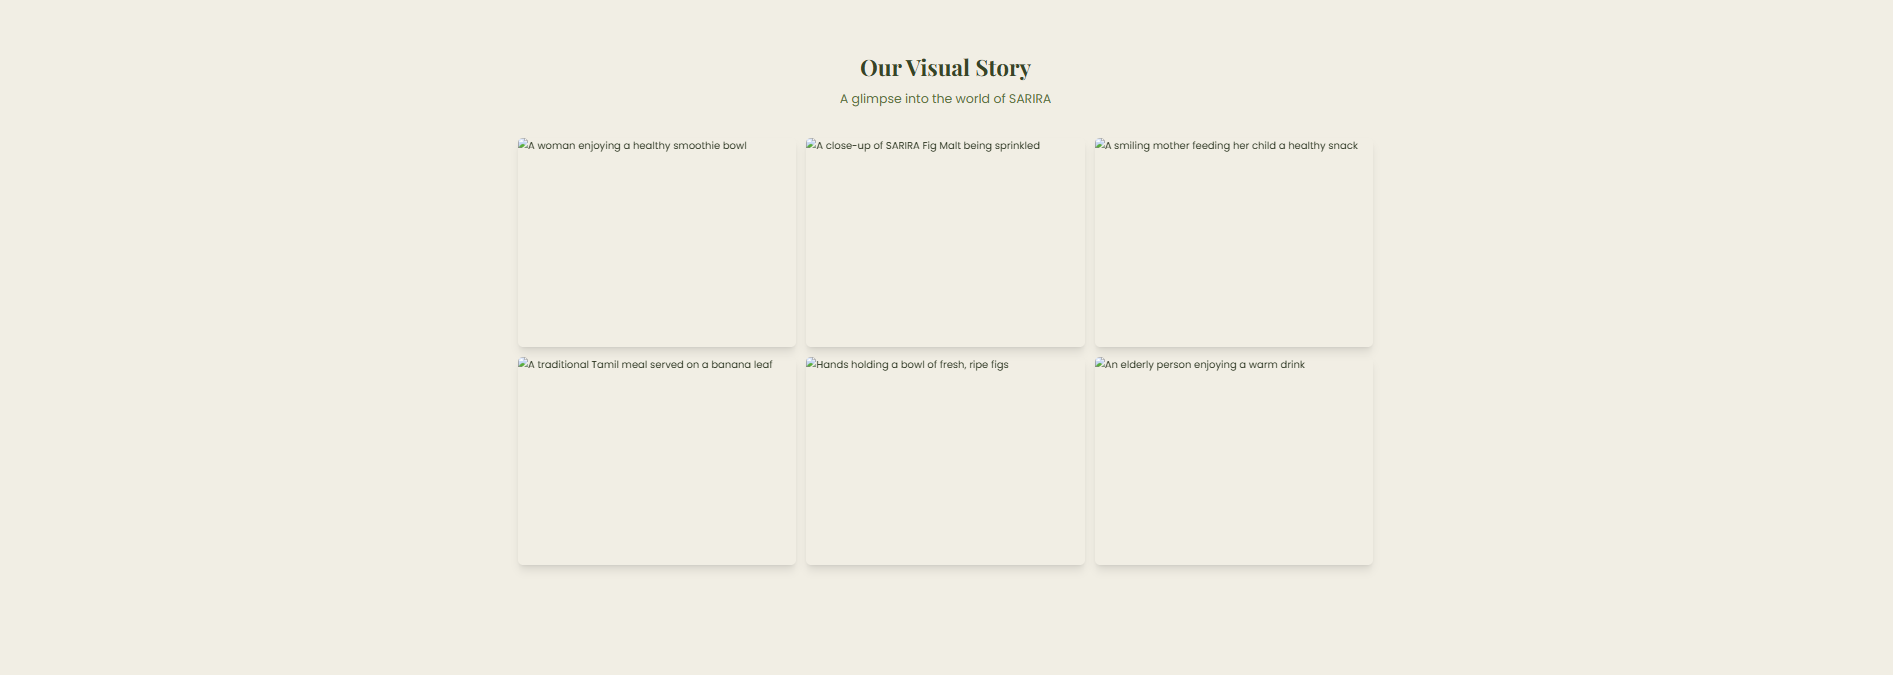 Our Visual Story
A glimpse into the world of SARIRA
A woman enjoying a healthy smoothie bowl
A close-up of SARIRA Fig Malt being sprinkled
A smiling mother feeding her child a healthy snack
A traditional Tamil meal served on a banana leaf
Hands holding a bowl of fresh, ripe figs
An elderly person enjoying a warm drink